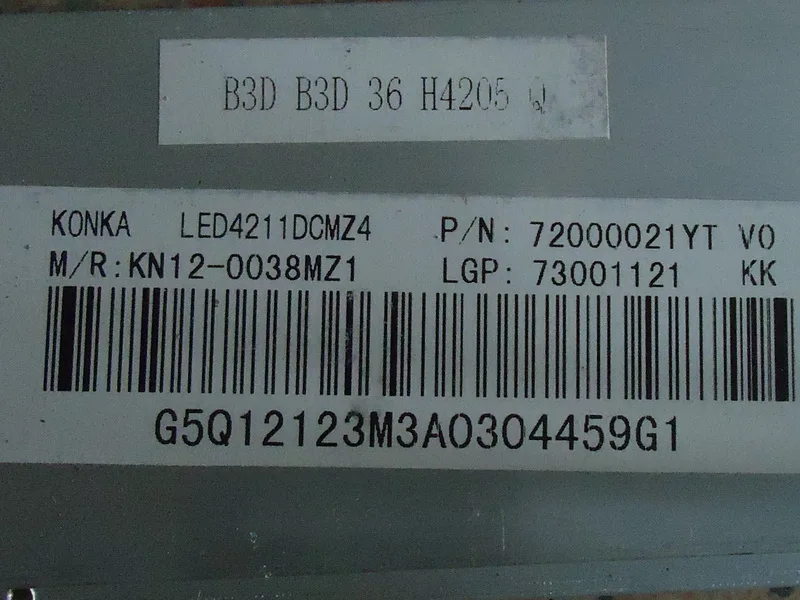 B3D B3D 36 H4205 Q
KONKA LED4211DCMZ4 P/N: 72000021YT V0
M/R:KN12-0038MZ1 LGP: 73001121 KK
G5Q12123M3A0304459G1